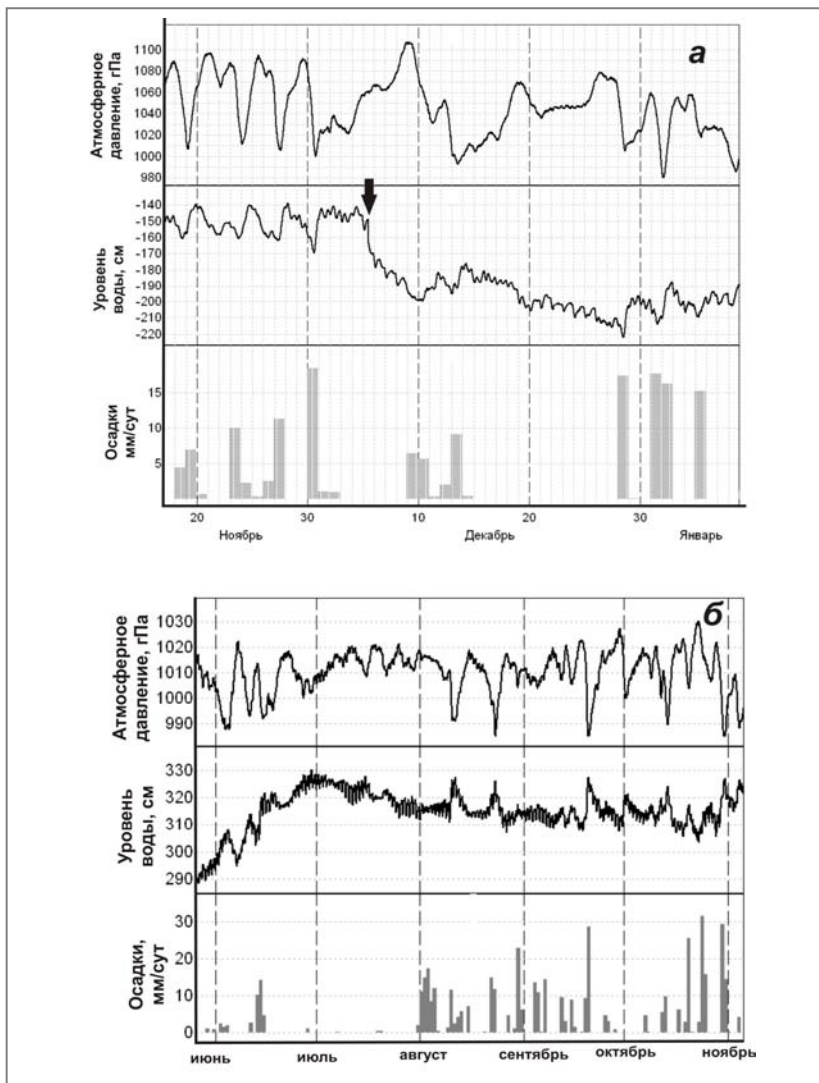 а
Атмосферное
давление, гПа
1100
1080
1060
1040
1020
1000
980
Уровень
воды, см
-140
-150
-160
-170
-180
-190
-200
-210
-220
Осадки
мм/сут
15
10
5
20 30 10 20 30
Ноябрь Декабрь Январь
б
Атмосферное
давление, гПа
1030
1020
1010
1000
990
Уровень
воды, см
330
320
310
300
290
Осадки,
мм/сут
30
20
10
0
июнь июль август сентябрь октябрь ноябрь